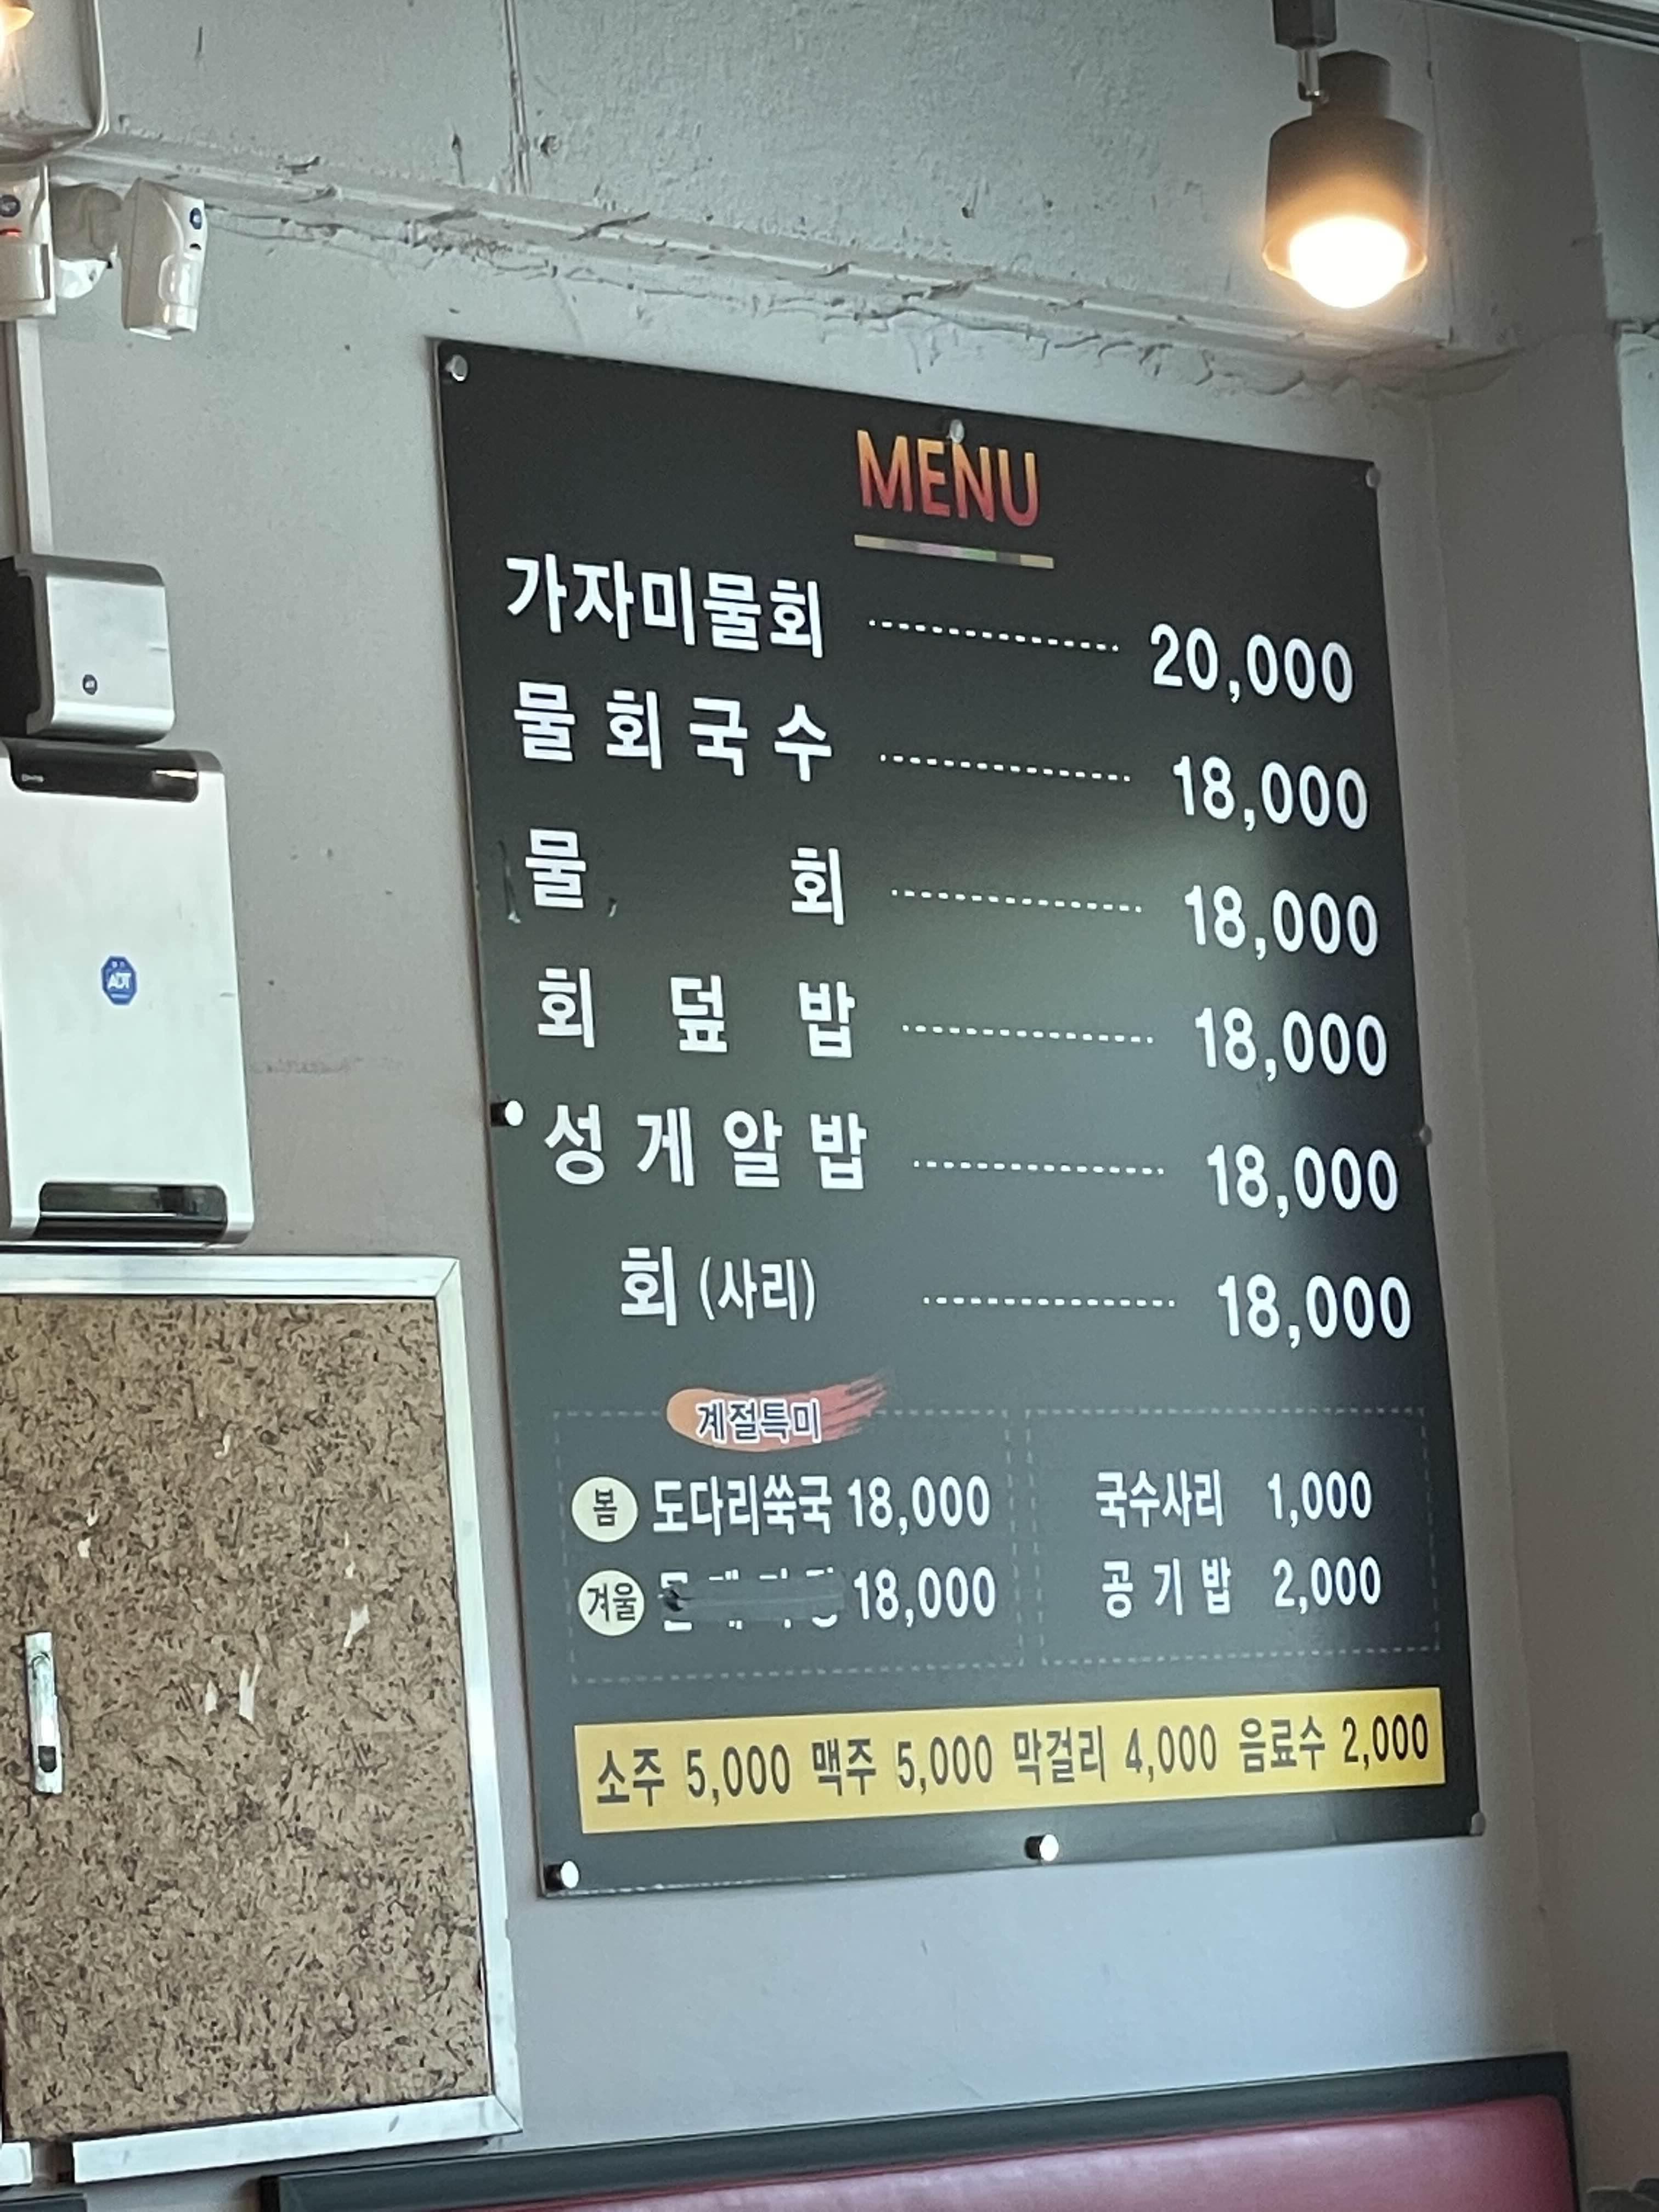 MENU
가자미물회 20,000
물회국수 18,000
물회 18,000
회덮밥 18,000
성게알밥 18,000
회(사리) 18,000
계절특미
봄 도다리쑥국 18,000
겨울 18,000
국수사리 1,000
공기밥 2,000
소주 5,000 맥주 5,000 막걸리 4,000 음료수 2,000
ADT